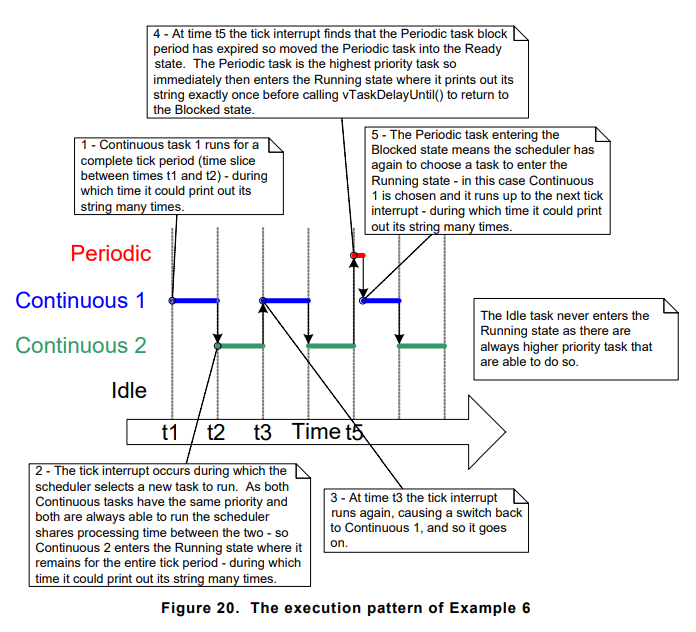 4 - At time t5 the tick interrupt finds that the Periodic task block
period has expired so moved the Periodic task into the Ready
state.  The Periodic task is the highest priority task so
immediately then enters the Running state where it prints out its
string exactly once before calling vTaskDelayUntil() to return to
the Blocked state.
1 - Continuous task 1 runs for a
complete tick period (time slice
between times t1 and t2) - during
which time it could print out its
string many times.
5 - The Periodic task entering the
Blocked state means the scheduler has
again to choose a task to enter the
Running state - in this case Continuous
1 is chosen and it runs up to the next tick
interrupt - during which time it could print
out its string many times.
Periodic
Continuous 1
Continuous 2
Idle
The Idle task never enters the
Running state as there are
always higher priority task that
are able to do so.
t1 t2 t3 Time t5
2 - The tick interrupt occurs during which the
scheduler selects a new task to run.  As both
Continuous tasks have the same priority and
both are always able to run the scheduler
shares processing time between the two - so
Continuous 2 enters the Running state where it
remains for the entire tick period - during which
time it could print out its string many times.
3 - At time t3 the tick interrupt
runs again, causing a switch back
to Continuous 1, and so it goes
on.
Figure 20.  The execution pattern of Example 6